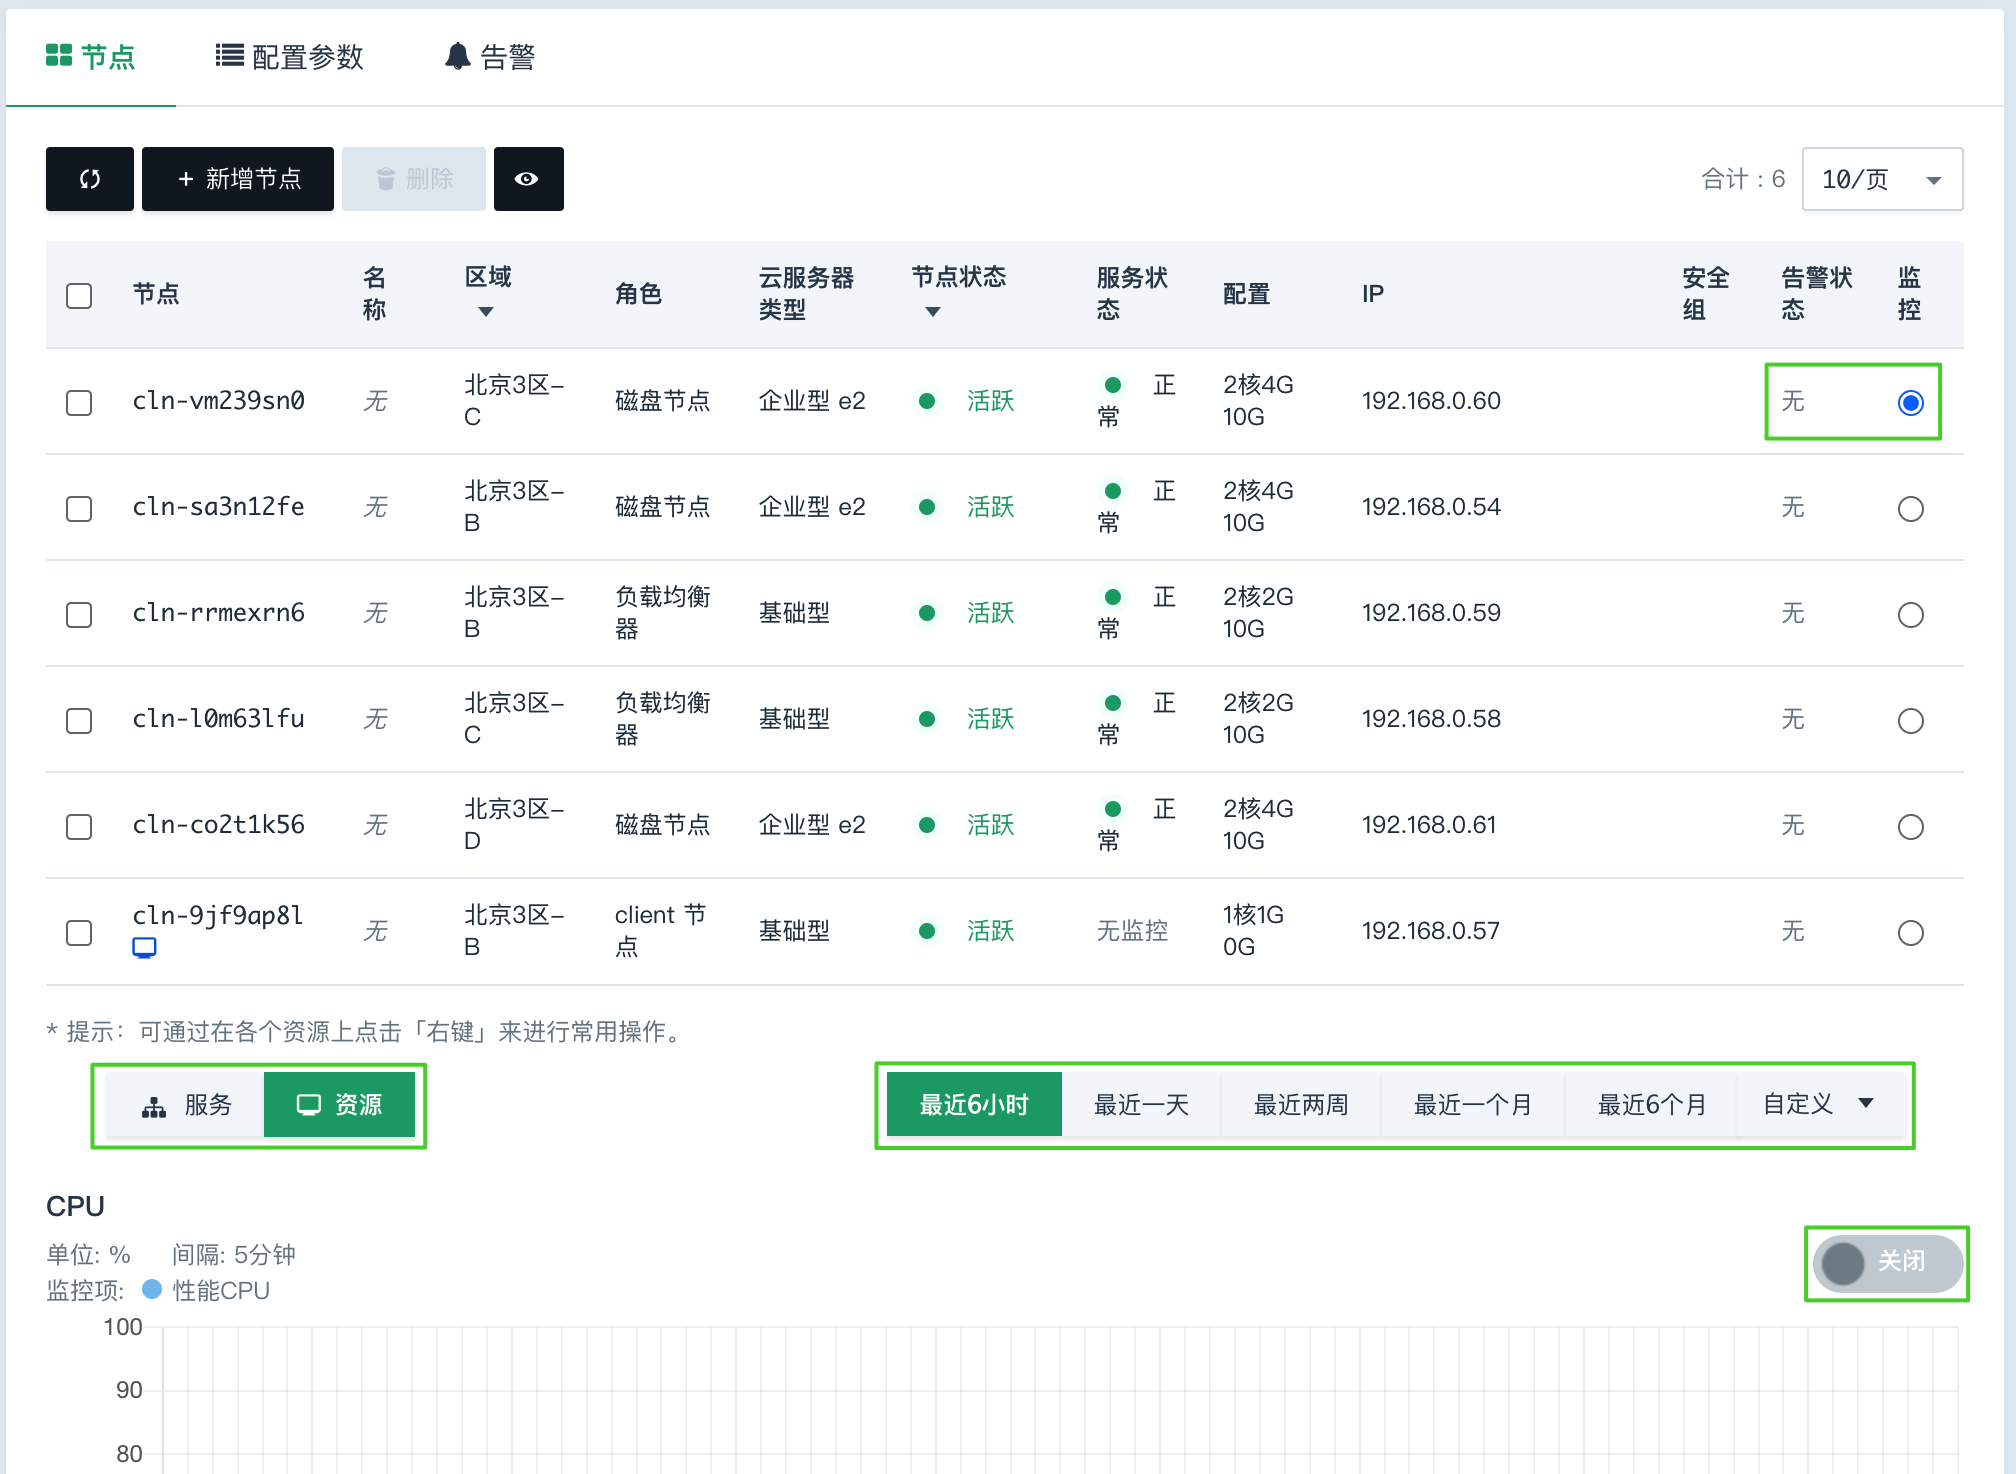 节点 配置参数 告警
+ 新增节点 删除 合计：6 10/页
节点 名称 区域 角色 云服务器类型 节点状态 服务状态 配置 IP 安全组 告警状态 监控
cln-vm239sn0 无 北京3区-C 磁盘节点 企业型 e2 活跃 正常 2核4G 10G 192.168.0.60 无
cln-sa3n12fe 无 北京3区-B 磁盘节点 企业型 e2 活跃 正常 2核4G 10G 192.168.0.54 无
cln-rrmexrn6 无 北京3区-B 负载均衡器 基础型 活跃 正常 2核2G 10G 192.168.0.59 无
cln-l0m63lfu 无 北京3区-C 负载均衡器 基础型 活跃 正常 2核2G 10G 192.168.0.58 无
cln-co2t1k56 无 北京3区-D 磁盘节点 企业型 e2 活跃 正常 2核4G 10G 192.168.0.61 无
cln-9jf9ap8l 无 北京3区-B client 节点 基础型 活跃 无监控 1核1G 0G 192.168.0.57 无
* 提示：可通过在各个资源上点击「右键」来进行常用操作。
服务 资源 最近6小时 最近一天 最近两周 最近一个月 最近6个月 自定义
CPU
单位: % 间隔: 5分钟
监控项: 性能CPU 关闭
100
90
80